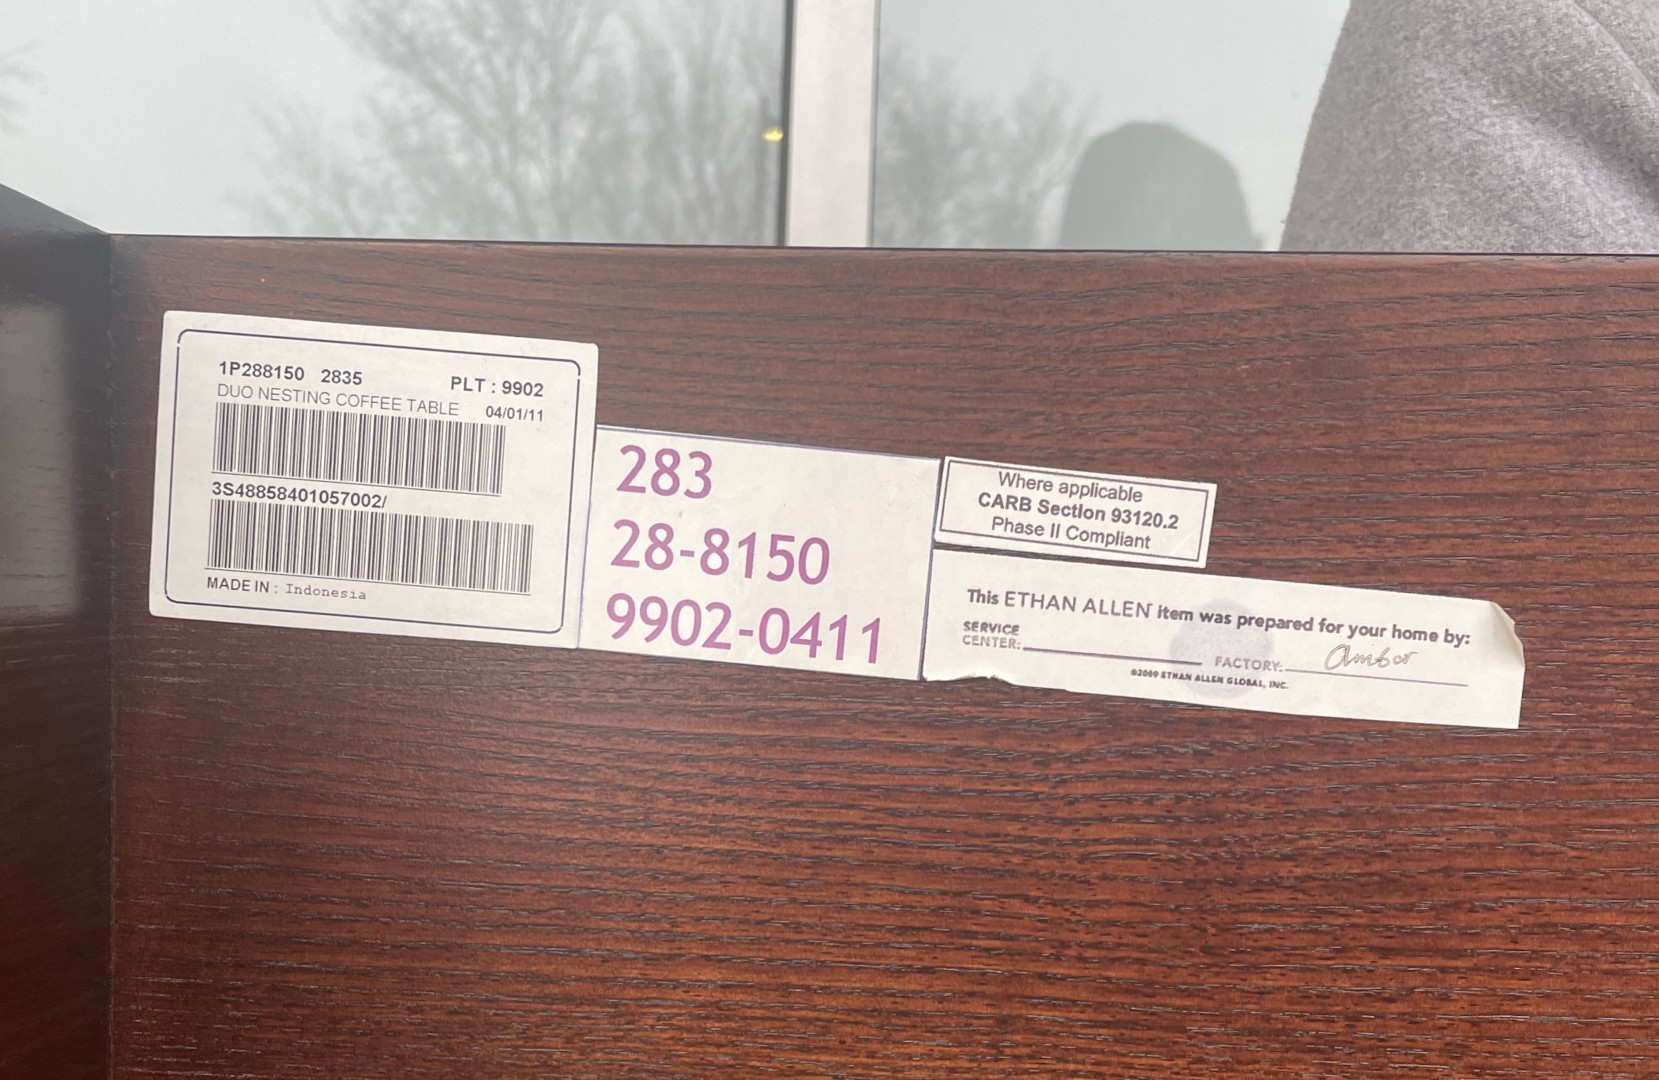 1P288150 2835 PLT : 9902
DUO NESTING COFFEE TABLE 04/01/11
3S48858401057002/
MADE IN : Indonesia
283
28-8150
9902-0411
Where applicable
CARB Section 93120.2
Phase II Compliant
This ETHAN ALLEN® item was prepared for your home by:
SERVICE
CENTER: FACTORY: Ambor
©2009 ETHAN ALLEN GLOBAL, INC.